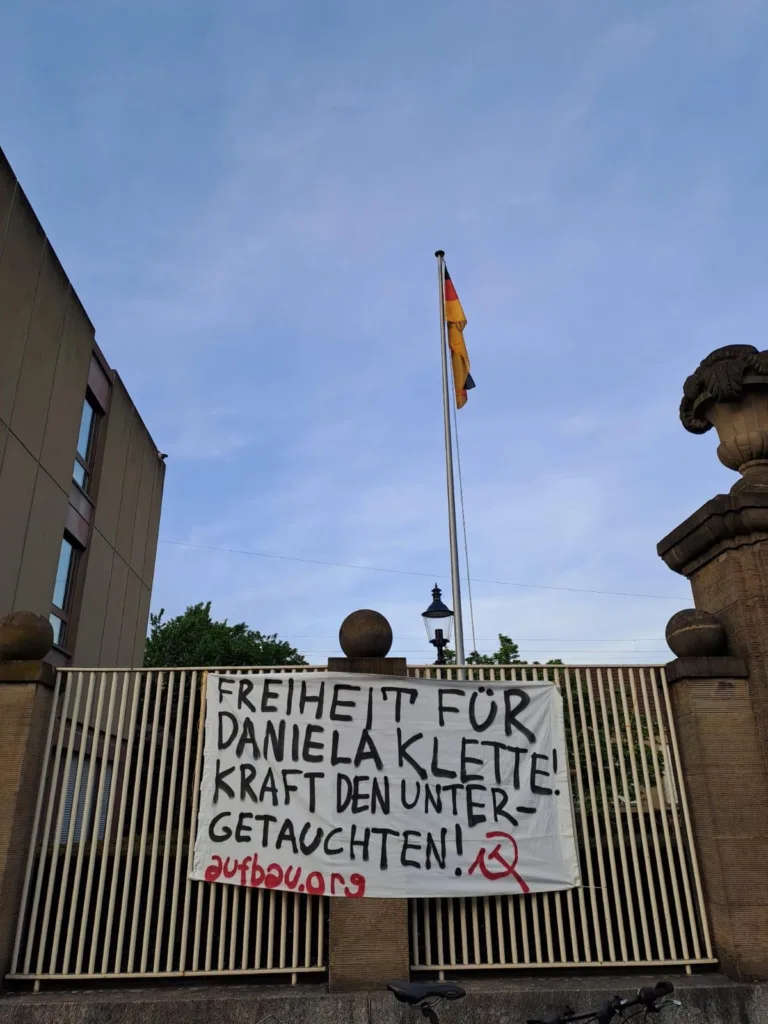 FREIHEIT FÜR
DANIELA KLETTE!
KRAFT DEN UNTER-
GETAUCHTEN!
aufbau.org